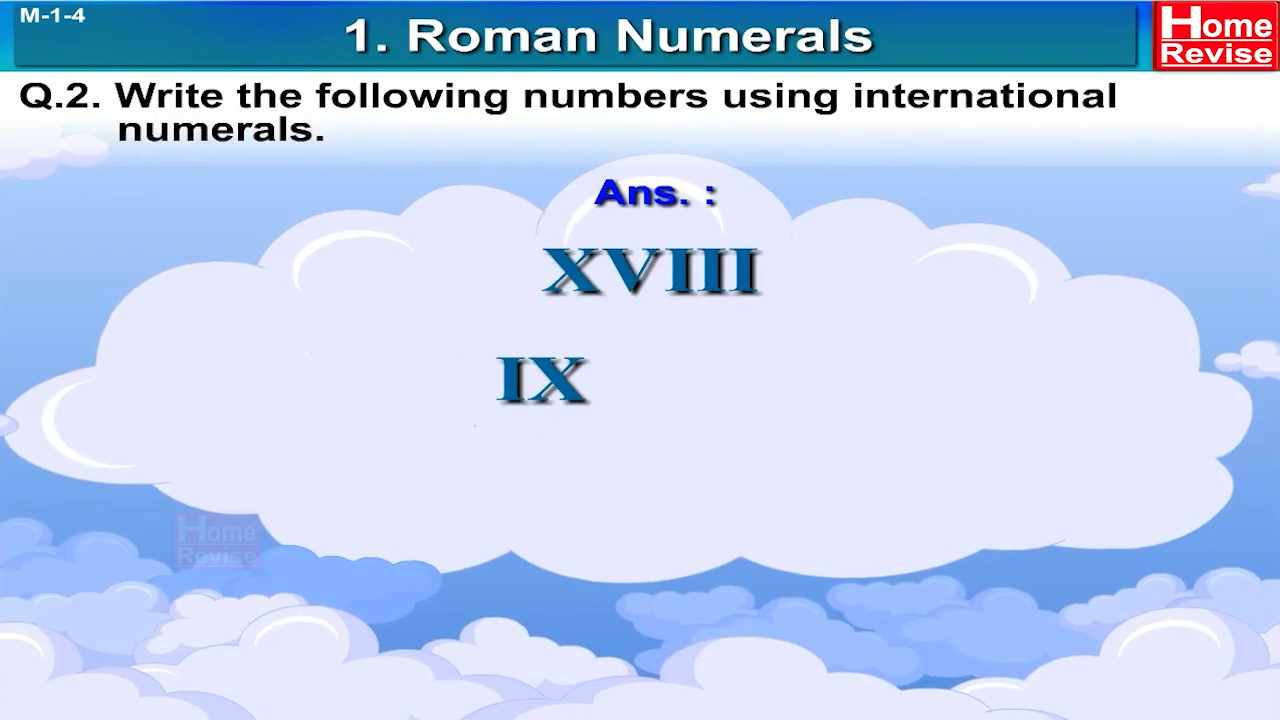 M-1-4
1. Roman Numerals
Home
Revise
Q.2. Write the following numbers using international
numerals.
Ans. :
XVIII
IX
Home
Revise